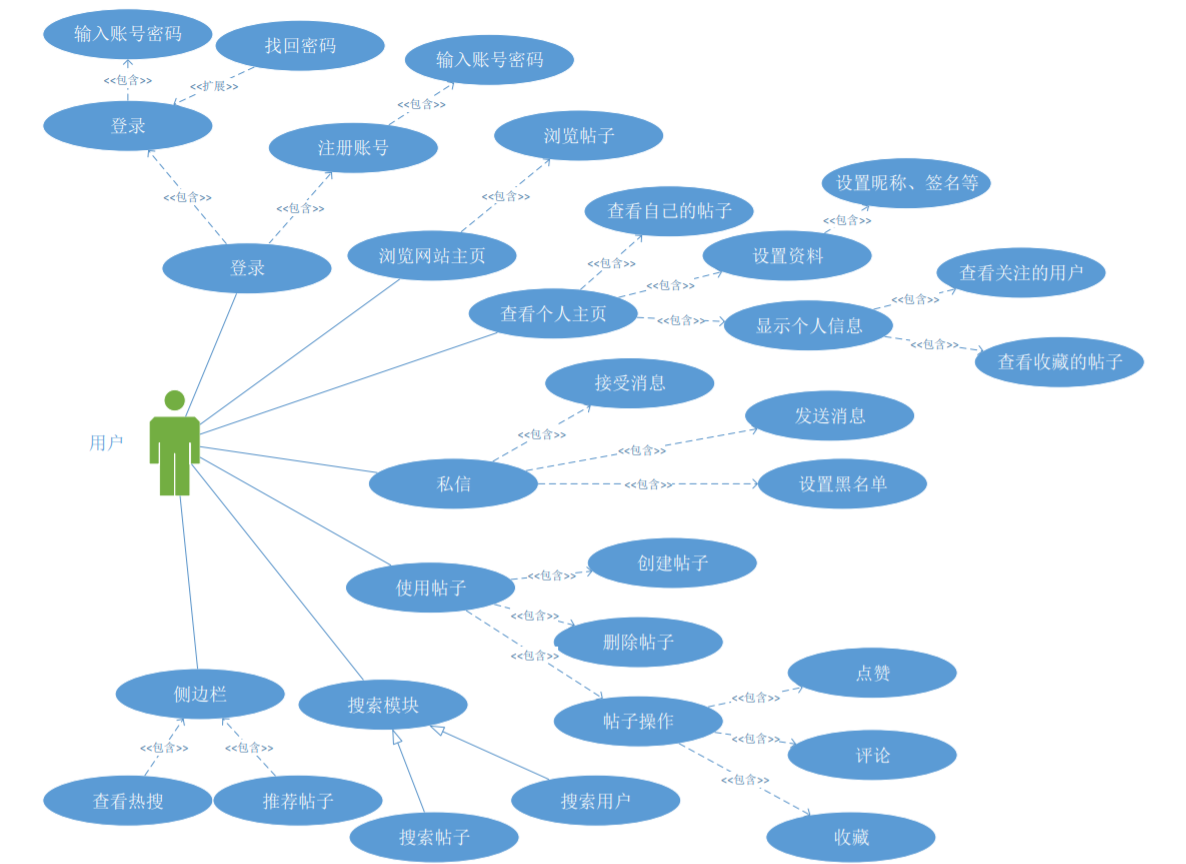 输入账号密码
找回密码
输入账号密码
<<包含>>
<<扩展>>
<<包含>>
登录
注册账号
浏览帖子
<<包含>>
<<包含>>
<<包含>>
设置昵称、签名等
查看自己的帖子
<<包含>>
登录
浏览网站主页
设置资料
<<包含>>
<<包含>>
查看关注的用户
<<包含>>
查看个人主页
<<包含>>
显示个人信息
<<包含>>
查看收藏的帖子
接受消息
发送消息
<<包含>>
用户
<<包含>>
私信
<<包含>>
设置黑名单
创建帖子
<<包含>>
使用帖子
<<包含>>
删除帖子
<<包含>>
点赞
侧边栏
搜索模块
<<包含>>
帖子操作
<<包含>>
<<包含>>
<<包含>>
评论
<<包含>>
查看热搜
推荐帖子
搜索用户
搜索帖子
收藏